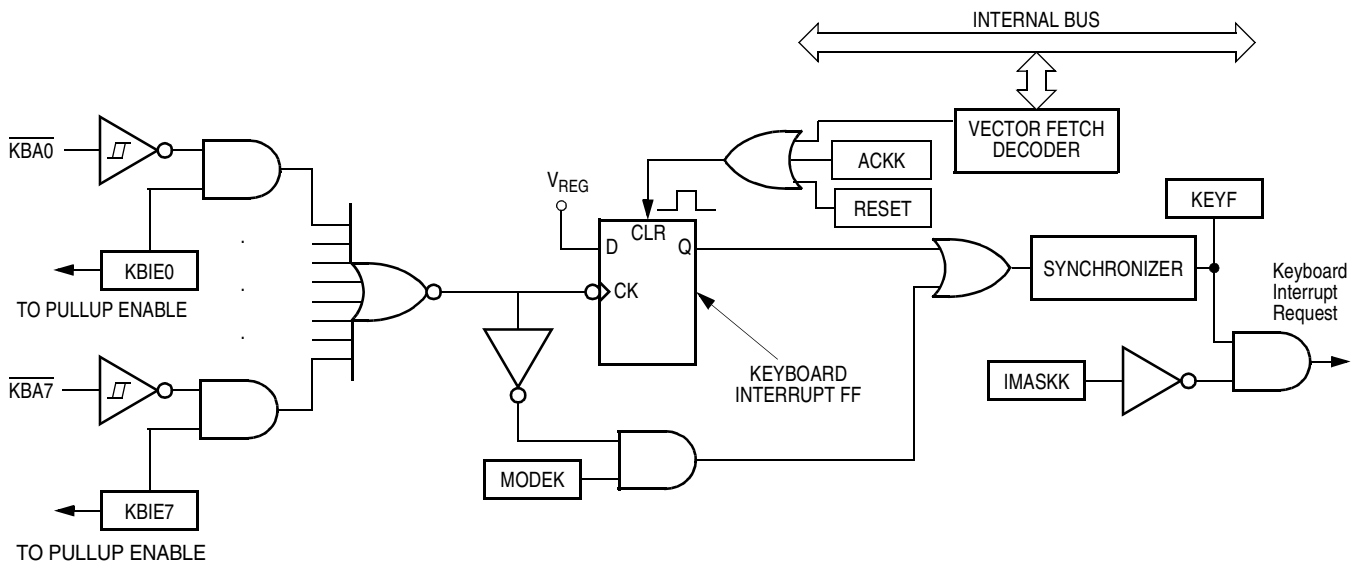 INTERNAL BUS
VECTOR FETCH
DECODER
ACKK
RESET
KBA0
VREG
KEYF
D
CLR
Q
CK
KBIE0
TO PULLUP ENABLE
SYNCHRONIZER
Keyboard
Interrupt
Request
KBA7
KEYBOARD
INTERRUPT FF
IMASKK
MODEK
KBIE7
TO PULLUP ENABLE